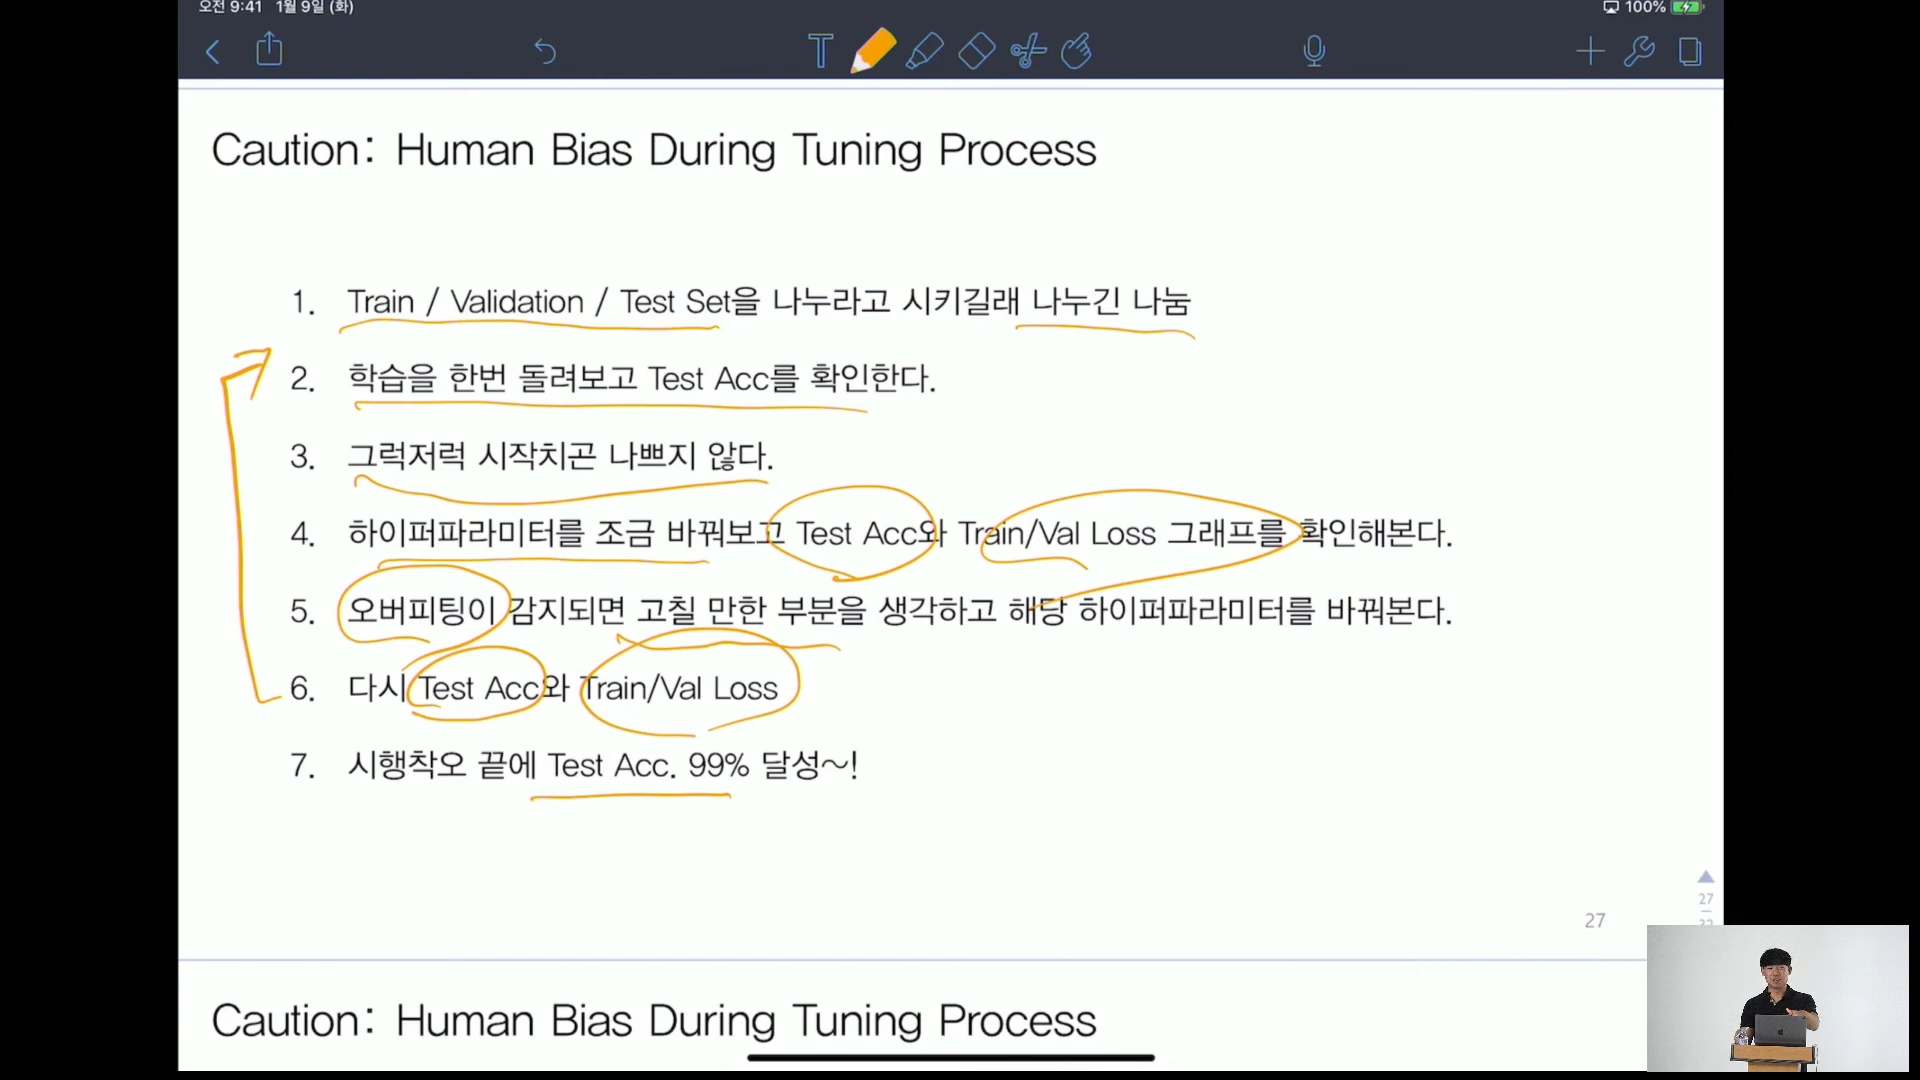 오전 9:41 1월 9일 (화)
100%
Caution: Human Bias During Tuning Process
1. Train / Validation / Test Set을 나누라고 시키길래 나누긴 나눔
2. 학습을 한번 돌려보고 Test Acc를 확인한다.
3. 그럭저럭 시작치곤 나쁘지 않다.
4. 하이퍼파라미터를 조금 바꿔보고 Test Acc와 Train/Val Loss 그래프를 확인해본다.
5. 오버피팅이 감지되면 고칠 만한 부분을 생각하고 해당 하이퍼파라미터를 바꿔본다.
6. 다시 Test Acc와 Train/Val Loss
7. 시행착오 끝에 Test Acc. 99% 달성~!
27
27
Caution: Human Bias During Tuning Process